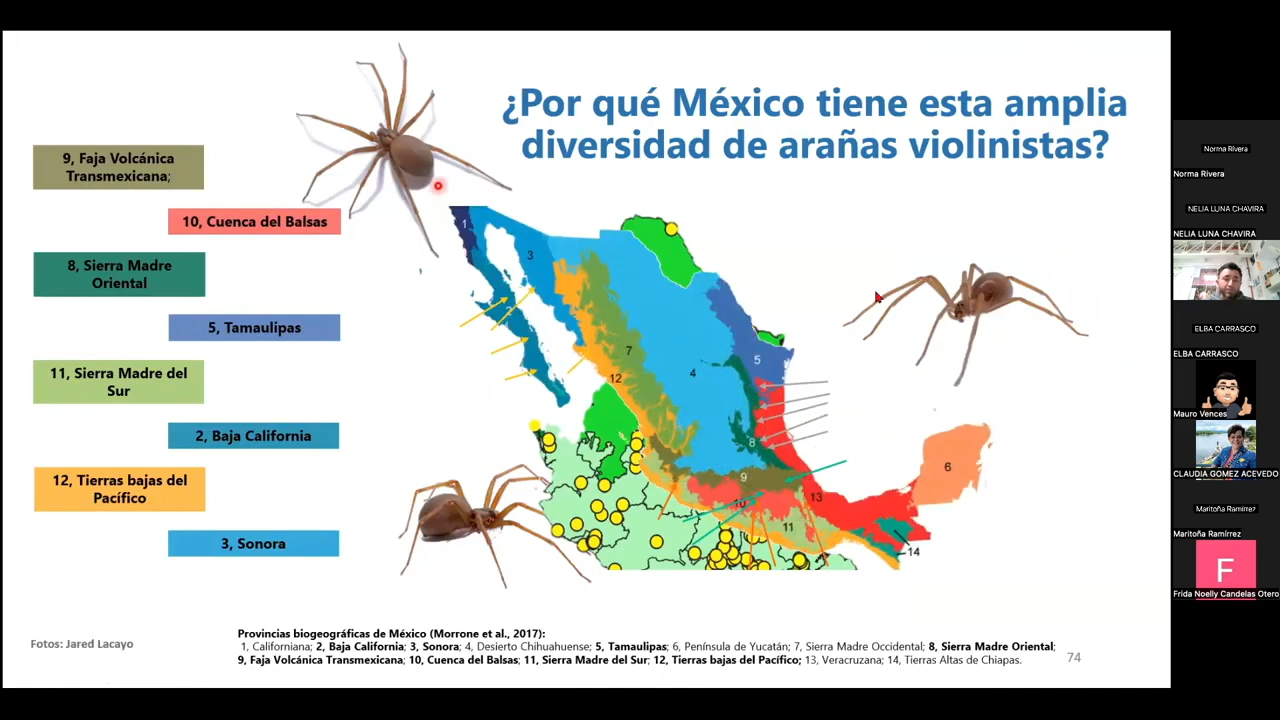 ¿Por qué México tiene esta amplia
diversidad de arañas violinistas?
9, Faja Volcánica
Transmexicana;
10, Cuenca del Balsas
8, Sierra Madre
Oriental
5, Tamaulipas
11, Sierra Madre del
Sur
2, Baja California
12, Tierras bajas del
Pacífico
3, Sonora
1
3
7
12
4
5
8
9
10
11
13
6
14
Fotos: Jared Lacayo
Provincias biogeográficas de México (Morrone et al., 2017):
1, Californiana; 2, Baja California; 3, Sonora; 4, Desierto Chihuahuense; 5, Tamaulipas; 6, Península de Yucatán; 7, Sierra Madre Occidental; 8, Sierra Madre Oriental;
9, Faja Volcánica Transmexicana; 10, Cuenca del Balsas; 11, Sierra Madre del Sur; 12, Tierras bajas del Pacífico; 13, Veracruzana; 14, Tierras Altas de Chiapas.
74
Norma Rivera
Norma Rivera
NELIA LUNA CHAVIRA
NELIA LUNA CHAVIRA
ELBA CARRASCO
ELBA CARRASCO
Mauro Vences
CLAUDIA GOMEZ ACEVEDO
Maritoña Ramírrez
Maritoña Ramírrez
F
Frida Noelly Candelas Otero